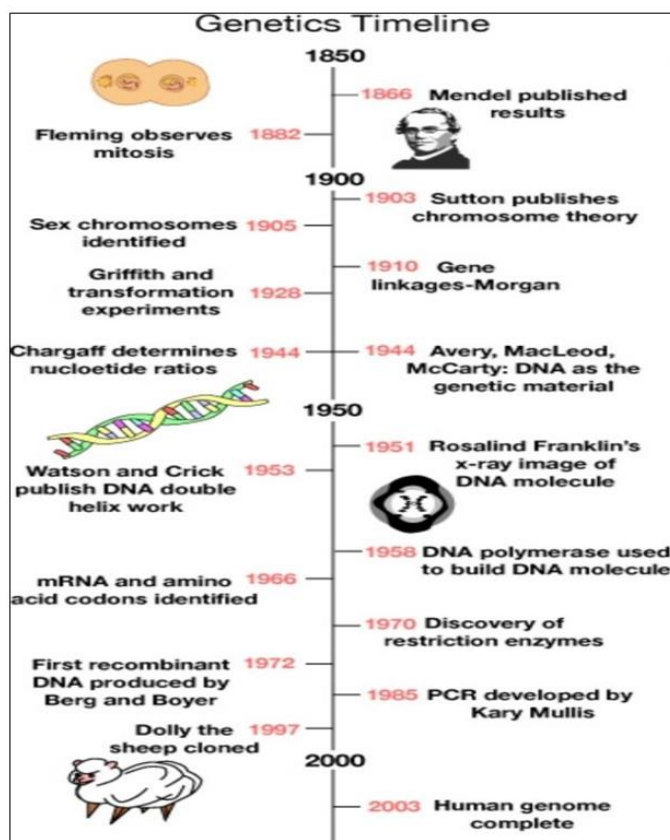 Genetics Timeline
1850
1866 Mendel published
results
Fleming observes 1882
mitosis
1900
1903 Sutton publishes
chromosome theory
Sex chromosomes 1905
identified
1910 Gene
linkages-Morgan
Griffith and
transformation 1928
experiments
Chargaff determines 1944
nucloetide ratios
1944 Avery, MacLeod,
McCarty: DNA as the
genetic material
1950
1951 Rosalind Franklin's
x-ray image of
DNA molecule
Watson and Crick 1953
publish DNA double
helix work
1958 DNA polymerase used
to build DNA molecule
mRNA and amino 1966
acid codons identified
1970 Discovery of
restriction enzymes
First recombinant 1972
DNA produced by
Berg and Boyer
1985 PCR developed by
Kary Mullis
Dolly the 1997
sheep cloned
2000
2003 Human genome
complete